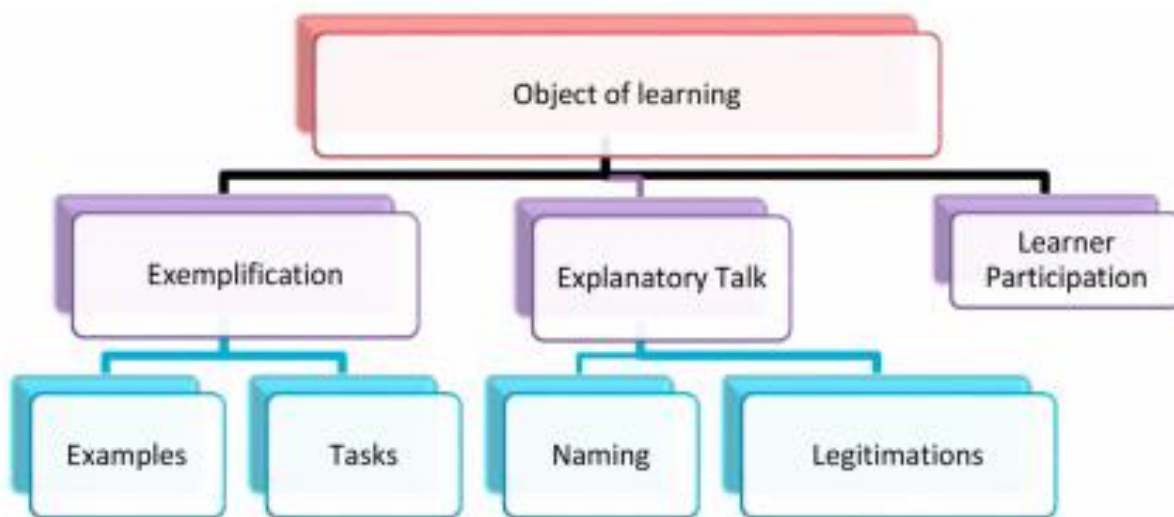 Object of learning
Exemplification
Explanatory Talk
Learner
Participation
Examples
Tasks
Naming
Legitimations